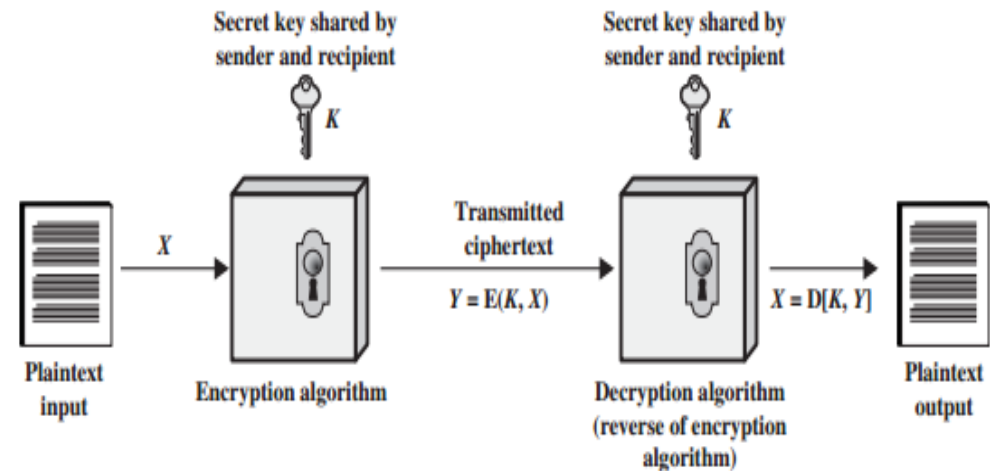 Secret key shared by
sender and recipient
K
Secret key shared by
sender and recipient
K
X
Transmitted
ciphertext
Y = E(K, X)
X = D[K, Y]
Plaintext
input
Encryption algorithm
Decryption algorithm
(reverse of encryption
algorithm)
Plaintext
output